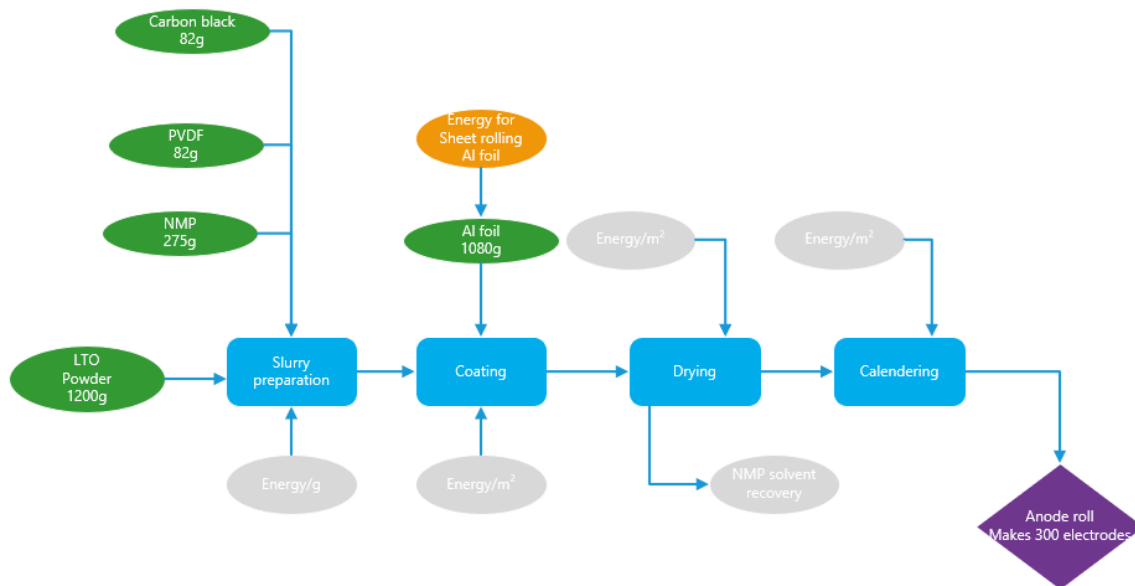 Carbon black
82g
PVDF
82g
NMP
275g
Energy for
Sheet rolling
Al foil
Al foil
1080g
Energy/m²
Energy/m²
LTO
Powder
1200g
Slurry
preparation
Coating
Drying
Calendering
Energy/g
Energy/m²
NMP solvent
recovery
Anode roll
Makes 300 electrodes